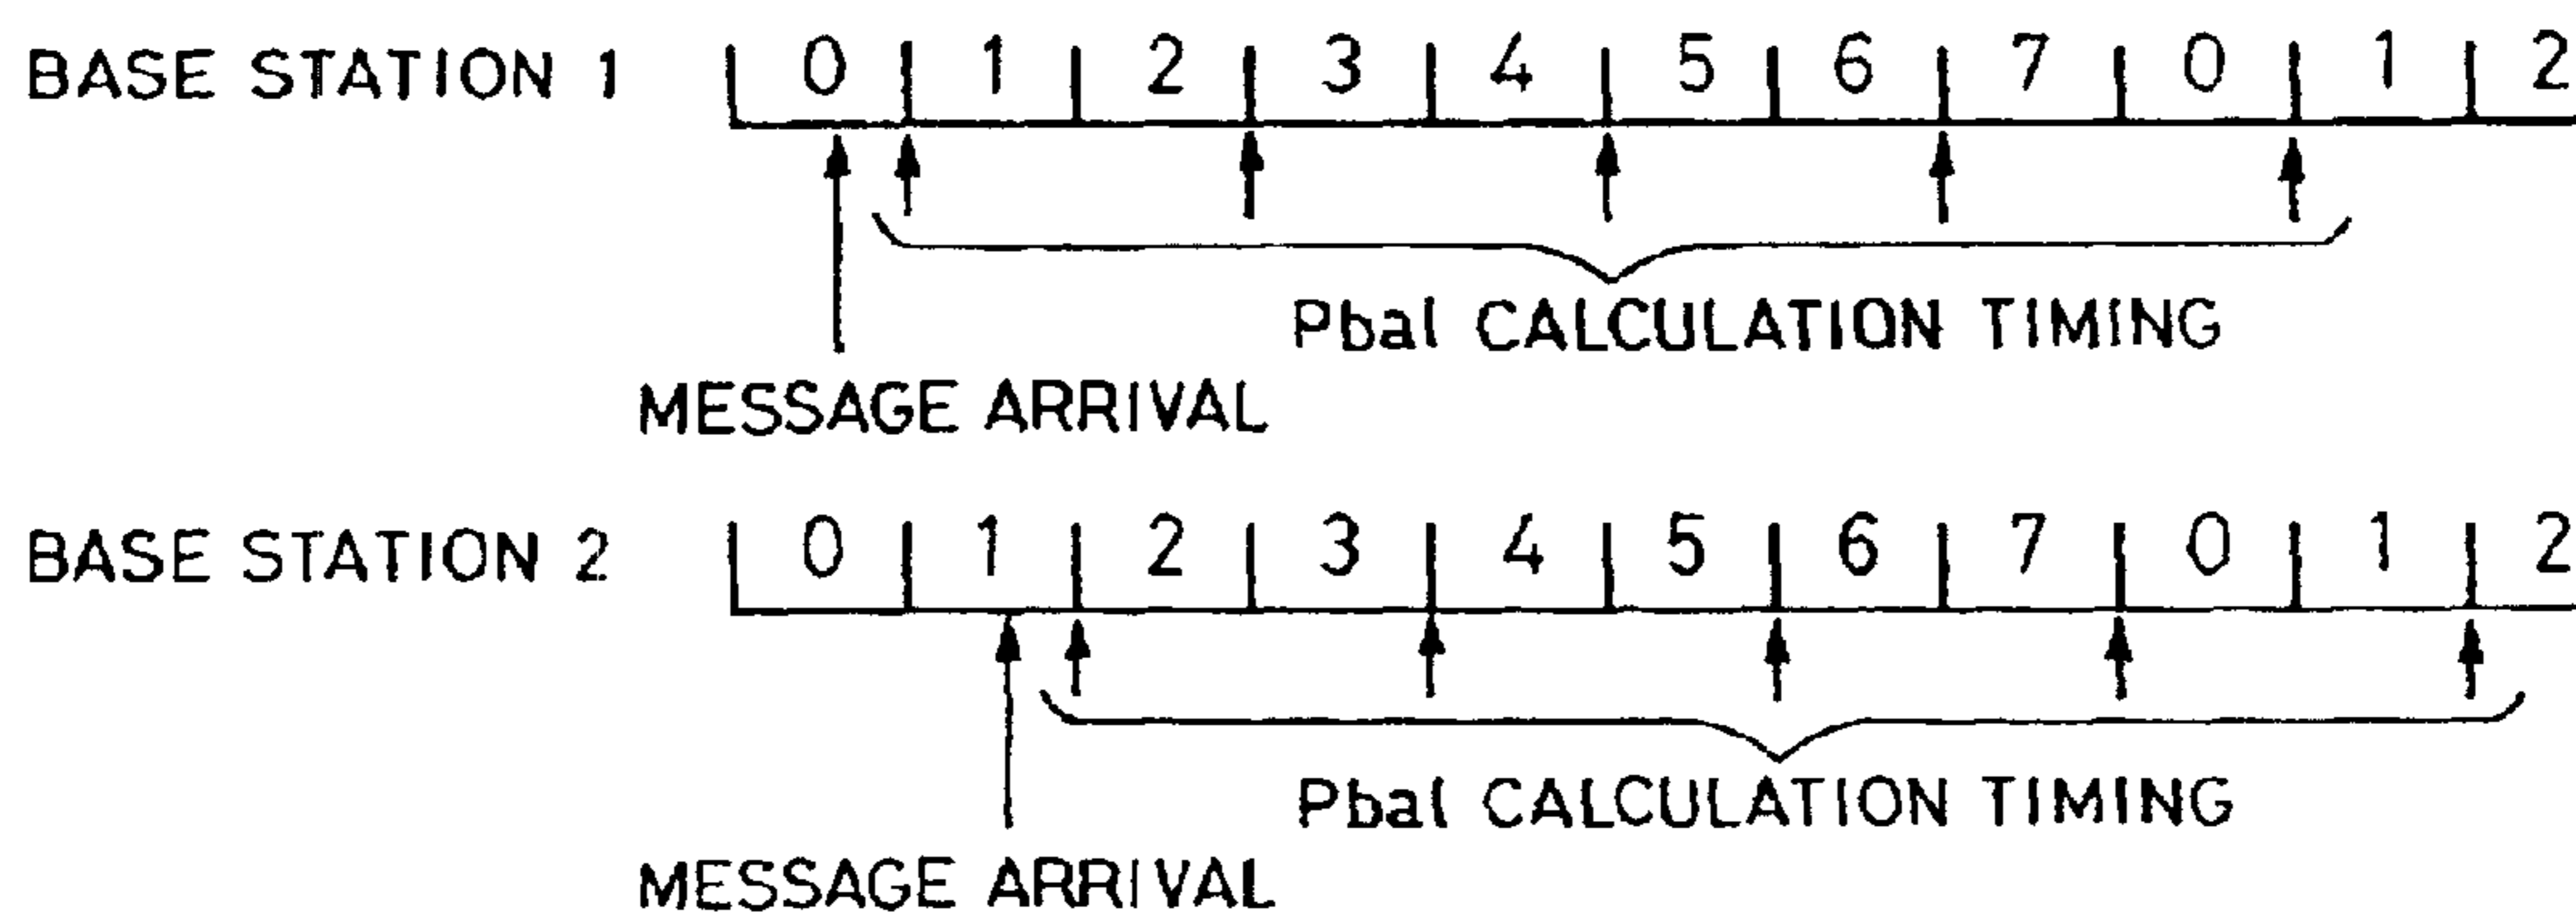 BASE STATION 1 0 1 2 3 4 5 6 7 0 1 2
Pbal CALCULATION TIMING
MESSAGE ARRIVAL
BASE STATION 2 0 1 2 3 4 5 6 7 0 1 2
Pbal CALCULATION TIMING
MESSAGE ARRIVAL